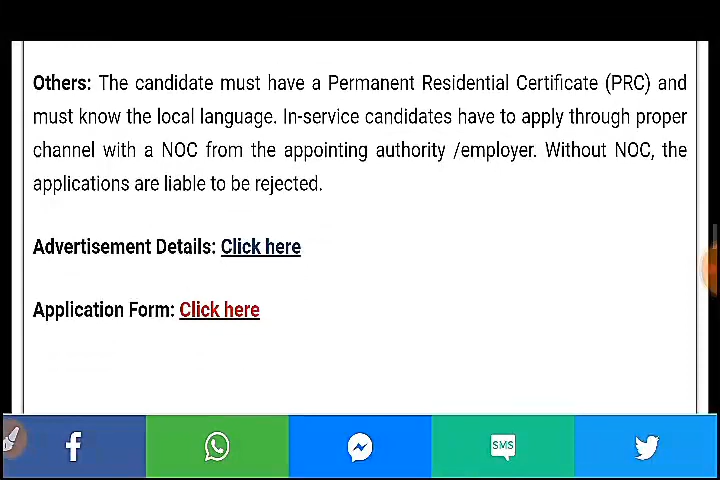 Others: The candidate must have a Permanent Residential Certificate (PRC) and
must know the local language. In-service candidates have to apply through proper
channel with a NOC from the appointing authority /employer. Without NOC, the
applications are liable to be rejected.
Advertisement Details: Click here
Application Form: Click here
SMS